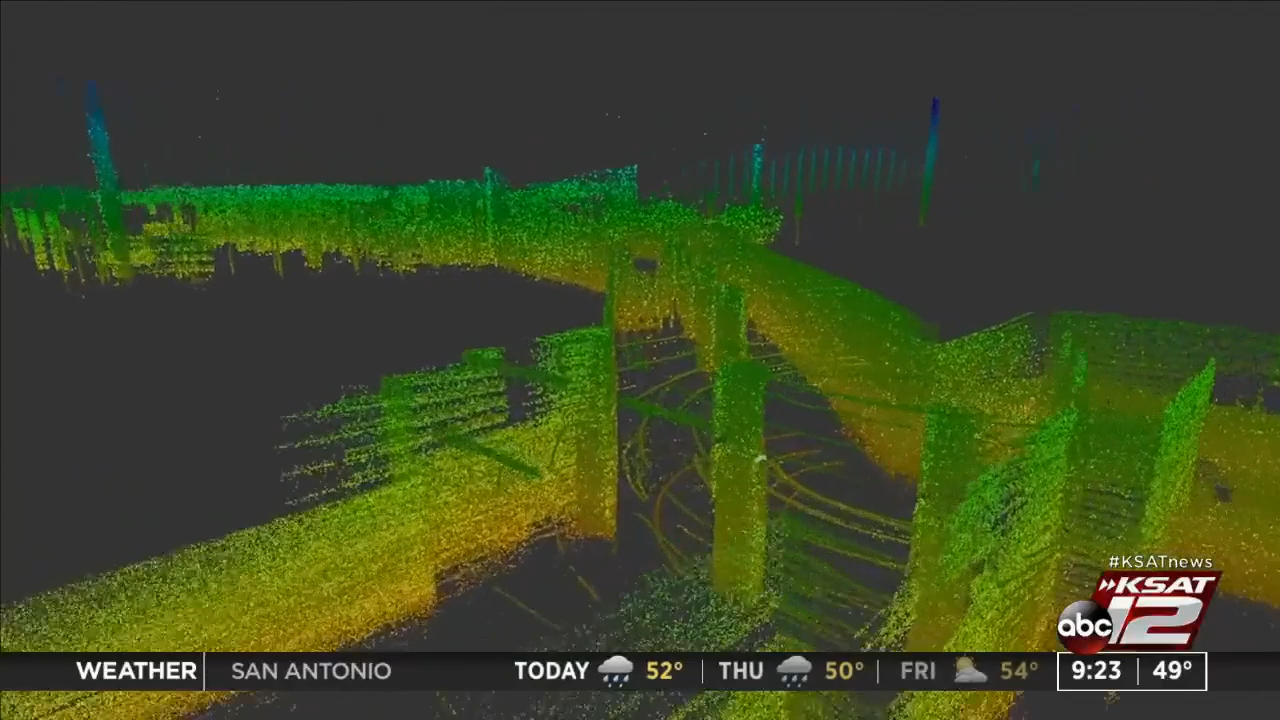 #KSATnews
KSAT
abc 12
WEATHER SAN ANTONIO TODAY 52° THU 50° FRI 54° 9:23 49°